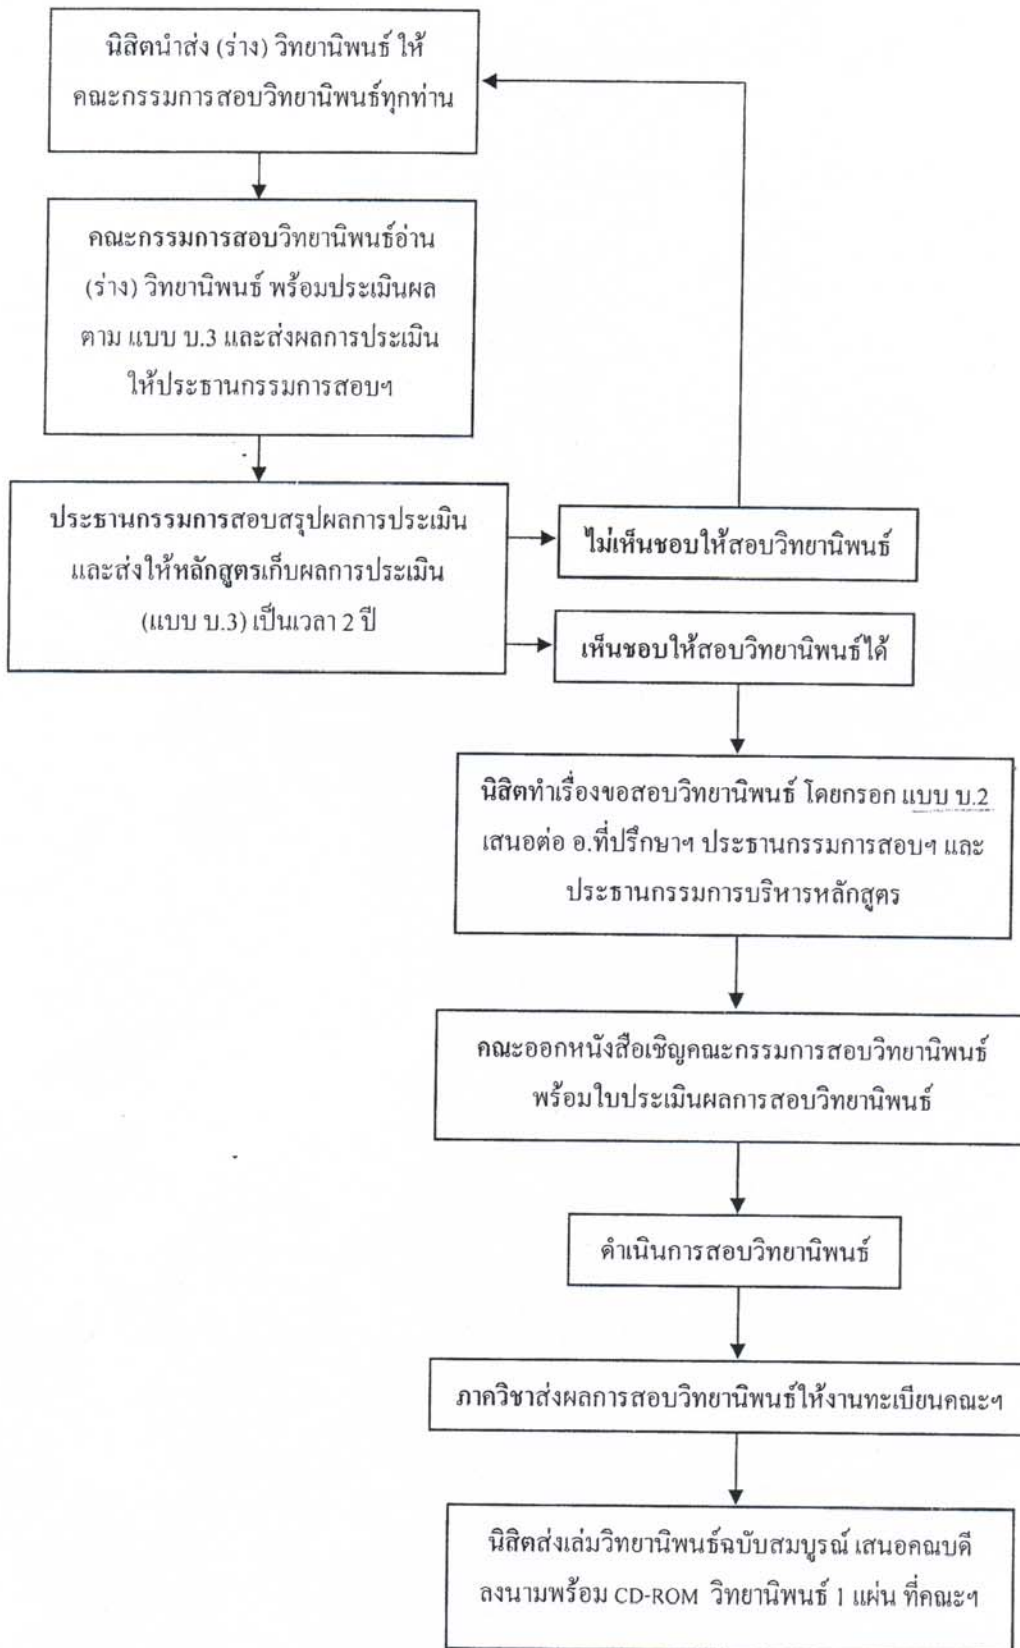 นิสิตนำส่ง (ร่าง) วิทยานิพนธ์ ให้
คณะกรรมการสอบวิทยานิพนธ์ทุกท่าน
คณะกรรมการสอบวิทยานิพนธ์อ่าน
(ร่าง) วิทยานิพนธ์ พร้อมประเมินผล
ตาม แบบ บ.3 และส่งผลการประเมิน
ให้ประธานกรรมการสอบฯ
ประธานกรรมการสอบสรุปผลการประเมิน
และส่งให้หลักสูตรเก็บผลการประเมิน
(แบบ บ.3) เป็นเวลา 2 ปี
ไม่เห็นชอบให้สอบวิทยานิพนธ์
เห็นชอบให้สอบวิทยานิพนธ์ได้
นิสิตทำเรื่องขอสอบวิทยานิพนธ์ โดยกรอก แบบ บ.2
เสนอต่อ อ.ที่ปรึกษาฯ ประธานกรรมการสอบฯ และ
ประธานกรรมการบริหารหลักสูตร
คณะออกหนังสือเชิญคณะกรรมการสอบวิทยานิพนธ์
พร้อมใบประเมินผลการสอบวิทยานิพนธ์
ดำเนินการสอบวิทยานิพนธ์
ภาควิชาส่งผลการสอบวิทยานิพนธ์ให้งานทะเบียนคณะฯ
นิสิตส่งเล่มวิทยานิพนธ์ฉบับสมบูรณ์ เสนอคณบดี
ลงนามพร้อม CD-ROM วิทยานิพนธ์ 1 แผ่น ที่คณะฯ